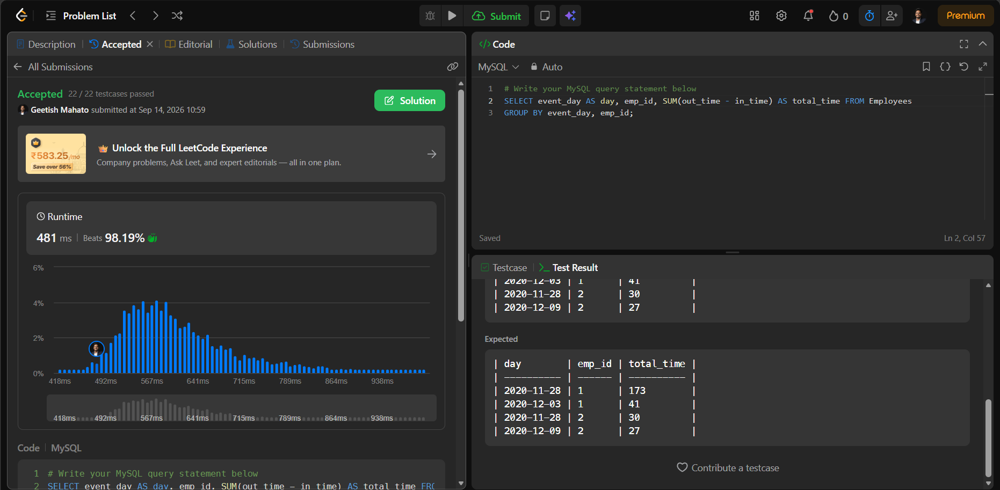 Problem List
Submit
0
Premium
Description
Accepted
Editorial
Solutions
Submissions
All Submissions
Accepted 22 / 22 testcases passed
Geetish Mahato submitted at Sep 14, 2026 10:59
Solution
₹583.25/mo
Save over 56%
Unlock the Full LeetCode Experience
Company problems, Ask Leet, and expert editorials — all in one plan.
Runtime
481 ms
Beats 98.19%
6%
4%
2%
0%
418ms 492ms 567ms 641ms 715ms 789ms 864ms 938ms
418ms 492ms 567ms 641ms 715ms 789ms 864ms 938ms
Code
MySQL
1 # Write your MySQL query statement below
2 SELECT event_day AS day, emp_id, SUM(out_time - in_time) AS total_time FRO
Code
MySQL
Auto
1 # Write your MySQL query statement below
2 SELECT event_day AS day, emp_id, SUM(out_time - in_time) AS total_time FROM Employees
3 GROUP BY event_day, emp_id;
Saved
Ln 2, Col 57
Testcase
Test Result
| 2020-12-03 | 1 | 41 |
| 2020-11-28 | 2 | 30 |
| 2020-12-09 | 2 | 27 |
Expected
| day | emp_id | total_time |
| ---------- | ------ | ---------- |
| 2020-11-28 | 1 | 173 |
| 2020-12-03 | 1 | 41 |
| 2020-11-28 | 2 | 30 |
| 2020-12-09 | 2 | 27 |
Contribute a testcase